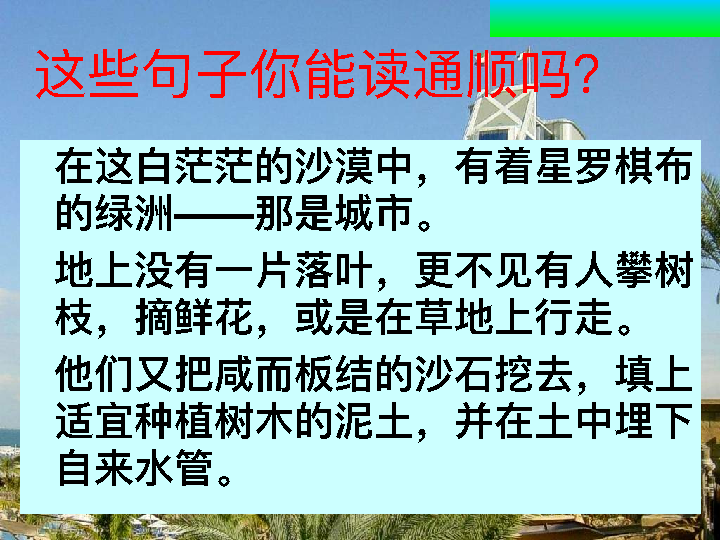 这些句子你能读通顺吗?
在这白茫茫的沙漠中，有着星罗棋布
的绿洲——那是城市。
地上没有一片落叶，更不见有人攀树
枝，摘鲜花，或是在草地上行走。
他们又把咸而板结的沙石挖去，填上
适宜种植树木的泥土，并在土中埋下
自来水管。